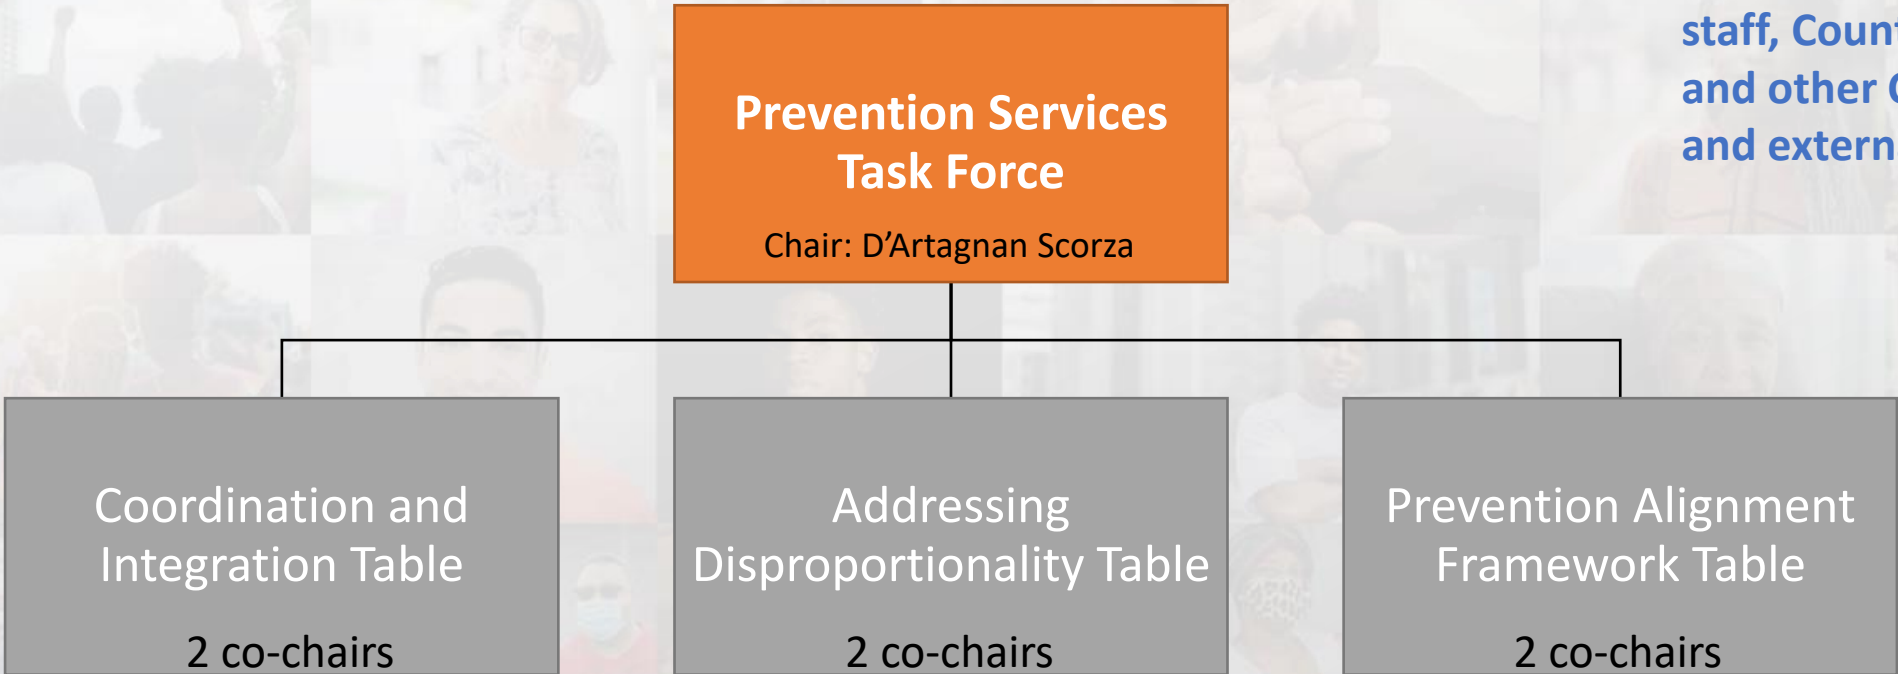 staff, Count
and other
and extern
Prevention Services
Task Force
Chair: D’Artagnan Scorza
Coordination and
Integration Table
2 co-chairs
Addressing
Disproportionality Table
2 co-chairs
Prevention Alignment
Framework Table
2 co-chairs